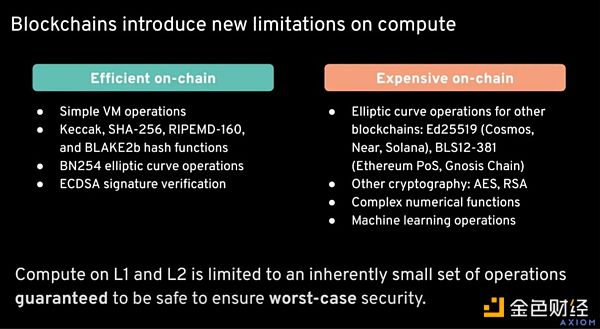 Blockchains introduce new limitations on compute
Efficient on-chain
● Simple VM operations
● Keccak, SHA-256, RIPEMD-160,
and BLAKE2b hash functions
● BN254 elliptic curve operations
● ECDSA signature verification
Expensive on-chain
● Elliptic curve operations for other
blockchains: Ed25519 (Cosmos,
Near, Solana), BLS12-381
(Ethereum PoS, Gnosis Chain)
● Other cryptography: AES, RSA
● Complex numerical functions
● Machine learning operations
Compute on L1 and L2 is limited to an inherently small set of operations
guaranteed to be safe to ensure worst-case security.
金色财经
AXIOM